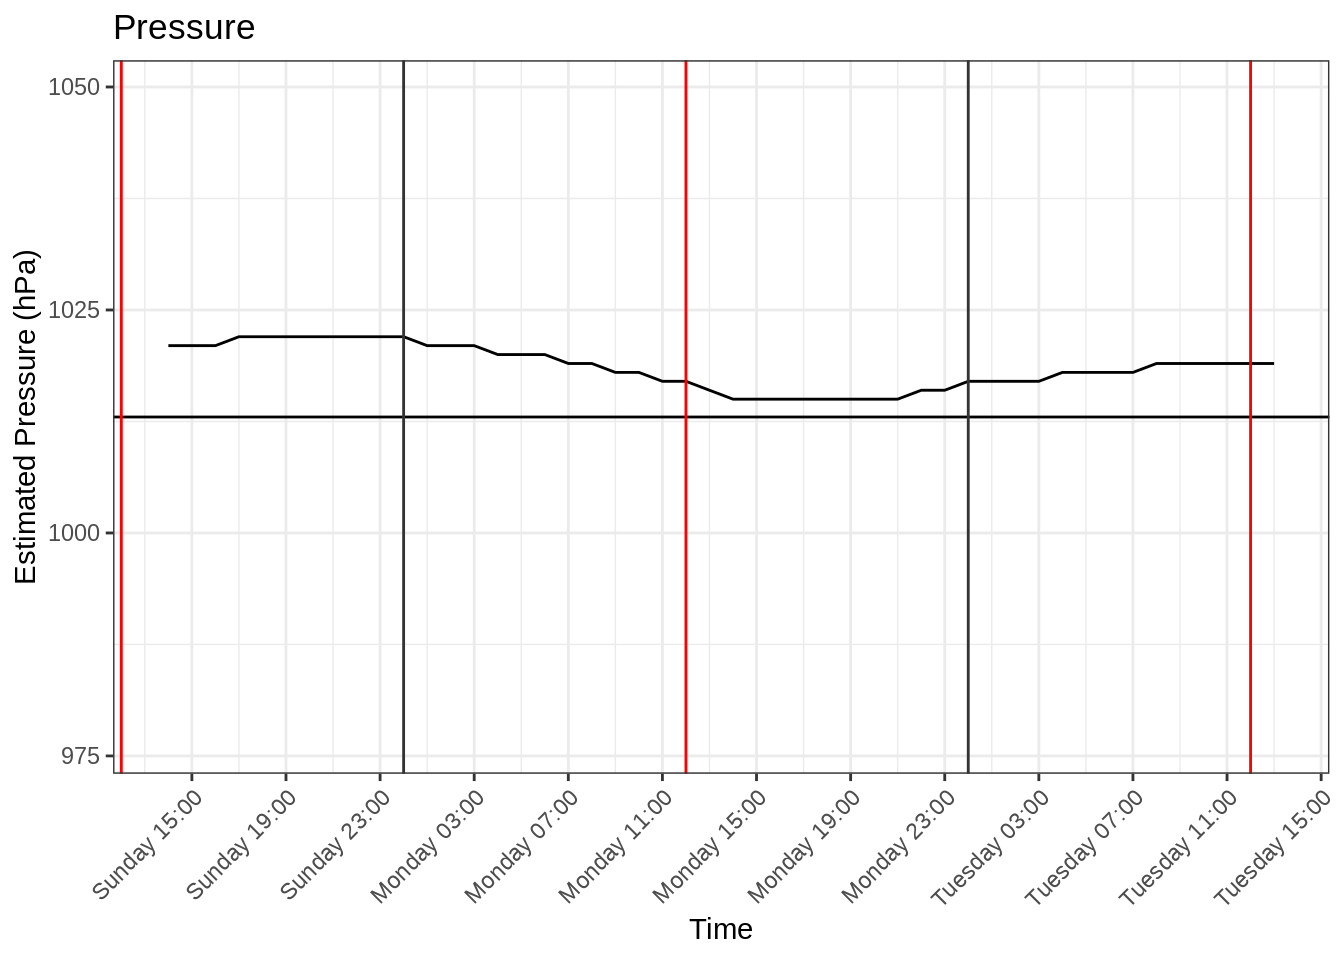 Pressure
Estimated Pressure (hPa)
1050
1025
1000
975
Sunday 15:00
Sunday 19:00
Sunday 23:00
Monday 03:00
Monday 07:00
Monday 11:00
Monday 15:00
Monday 19:00
Monday 23:00
Tuesday 03:00
Tuesday 07:00
Tuesday 11:00
Tuesday 15:00
Time